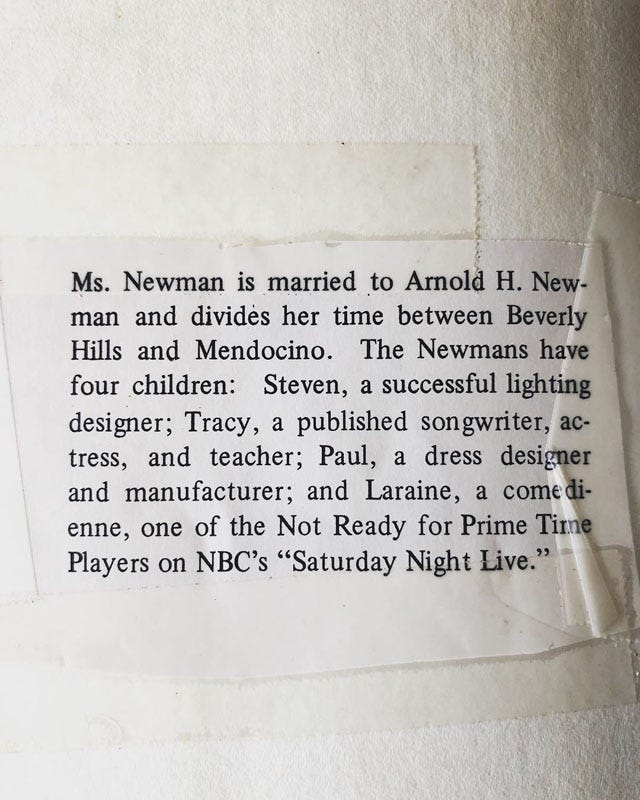 Ms. Newman is married to Arnold H. New-
man and divides her time between Beverly
Hills and Mendocino. The Newmans have
four children: Steven, a successful lighting
designer; Tracy, a published songwriter, ac-
tress, and teacher; Paul, a dress designer
and manufacturer; and Laraine, a comedi-
enne, one of the Not Ready for Prime Time
Players on NBC’s “Saturday Night Live.”